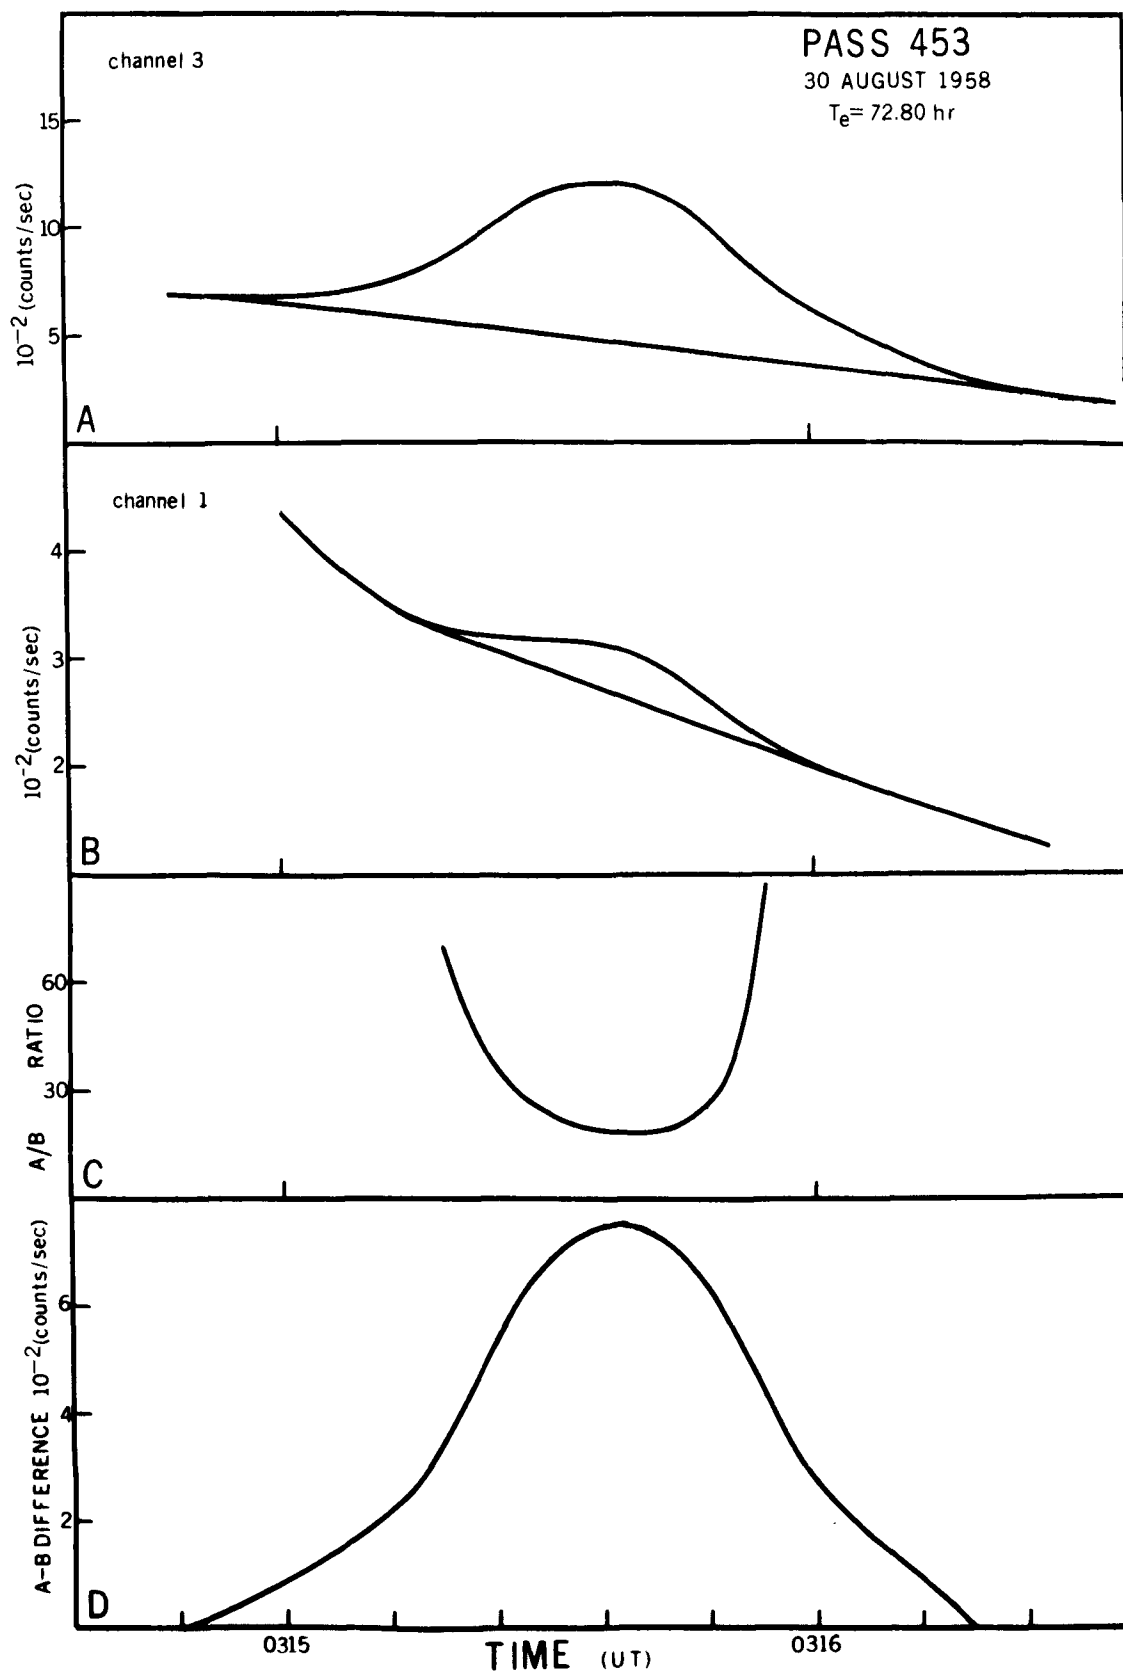 channel 3
PASS 453
30 AUGUST 1958
Te= 72.80 hr
15
10
5
10−2 (counts/sec)
A
channel 1
4
3
2
10−2 (counts/sec)
B
60
30
A/B RATIO
C
6
4
2
A−B DIFFERENCE 10−2 (counts/sec)
D
0315
0316
TIME (UT)